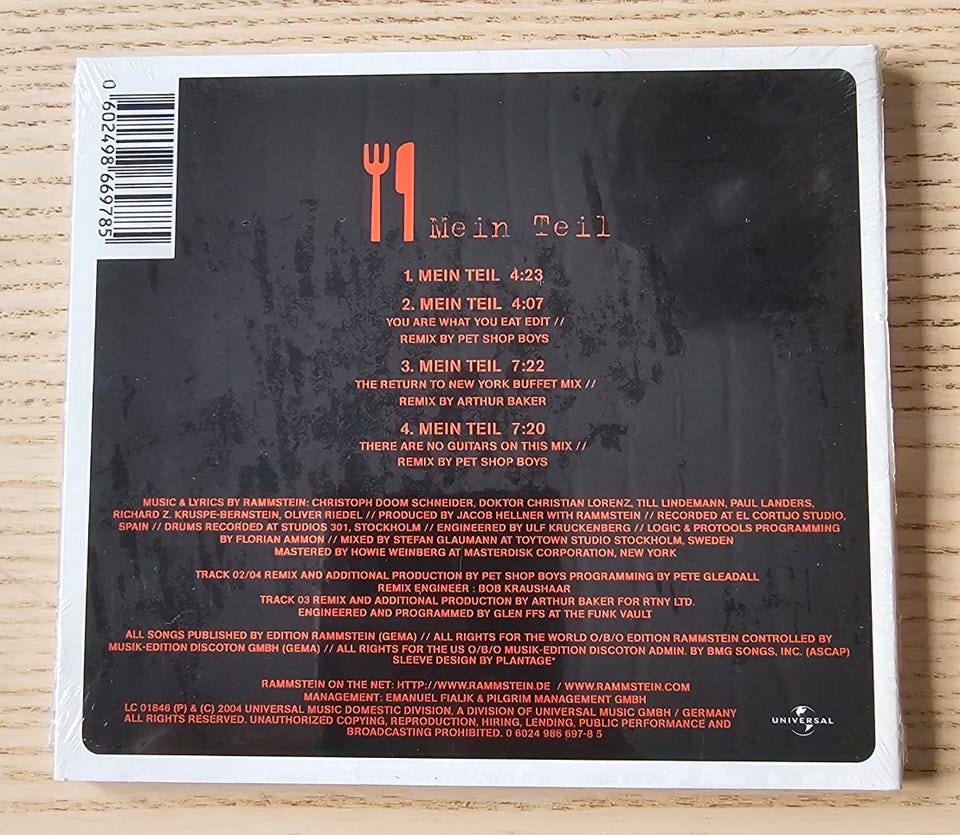 0 602498 669785
Mein Teil
1. MEIN TEIL 4:23
2. MEIN TEIL 4:07
YOU ARE WHAT YOU EAT EDIT //
REMIX BY PET SHOP BOYS
3. MEIN TEIL 7:22
THE RETURN TO NEW YORK BUFFET MIX //
REMIX BY ARTHUR BAKER
4. MEIN TEIL 7:20
THERE ARE NO GUITARS ON THIS MIX //
REMIX BY PET SHOP BOYS
MUSIC & LYRICS BY RAMMSTEIN: CHRISTOPH DOOM SCHNEIDER, DOKTOR CHRISTIAN LORENZ, TILL LINDEMANN, PAUL LANDERS,
RICHARD Z. KRUSPE-BERNSTEIN, OLIVER RIEDEL // PRODUCED BY JACOB HELLNER WITH RAMMSTEIN // RECORDED AT EL CORTIJO STUDIO,
SPAIN // DRUMS RECORDED AT STUDIOS 301, STOCKHOLM // ENGINEERED BY ULF KRUCKENBERG // LOGIC & PROTOOLS PROGRAMMING
BY FLORIAN AMMON // MIXED BY STEFAN GLAUMANN AT TOYTOWN STUDIO STOCKHOLM, SWEDEN
MASTERED BY HOWIE WEINBERG AT MASTERDISK CORPORATION, NEW YORK
TRACK 02/04 REMIX AND ADDITIONAL PRODUCTION BY PET SHOP BOYS PROGRAMMING BY PETE GLEADALL
REMIX ENGINEER : BOB KRAUSHAAR
TRACK 03 REMIX AND ADDITIONAL PRODUCTION BY ARTHUR BAKER FOR RTNY LTD.
ENGINEERED AND PROGRAMMED BY GLEN FFS AT THE FUNK VAULT
ALL SONGS PUBLISHED BY EDITION RAMMSTEIN (GEMA) // ALL RIGHTS FOR THE WORLD O/B/O EDITION RAMMSTEIN CONTROLLED BY
MUSIK-EDITION DISCOTON GMBH (GEMA) // ALL RIGHTS FOR THE US O/B/O MUSIK-EDITION DISCOTON ADMIN. BY BMG SONGS, INC. (ASCAP)
SLEEVE DESIGN BY PLANTAGE*
RAMMSTEIN ON THE NET: HTTP://WWW.RAMMSTEIN.DE / WWW.RAMMSTEIN.COM
MANAGEMENT: EMANUEL FIALIK & PILGRIM MANAGEMENT GMBH
LC 01846 (P) & (C) 2004 UNIVERSAL MUSIC DOMESTIC DIVISION, A DIVISION OF UNIVERSAL MUSIC GMBH / GERMANY
ALL RIGHTS RESERVED. UNAUTHORIZED COPYING, REPRODUCTION, HIRING, LENDING, PUBLIC PERFORMANCE AND
BROADCASTING PROHIBITED. 0 6024 986 697-8 5
UNIVERSAL